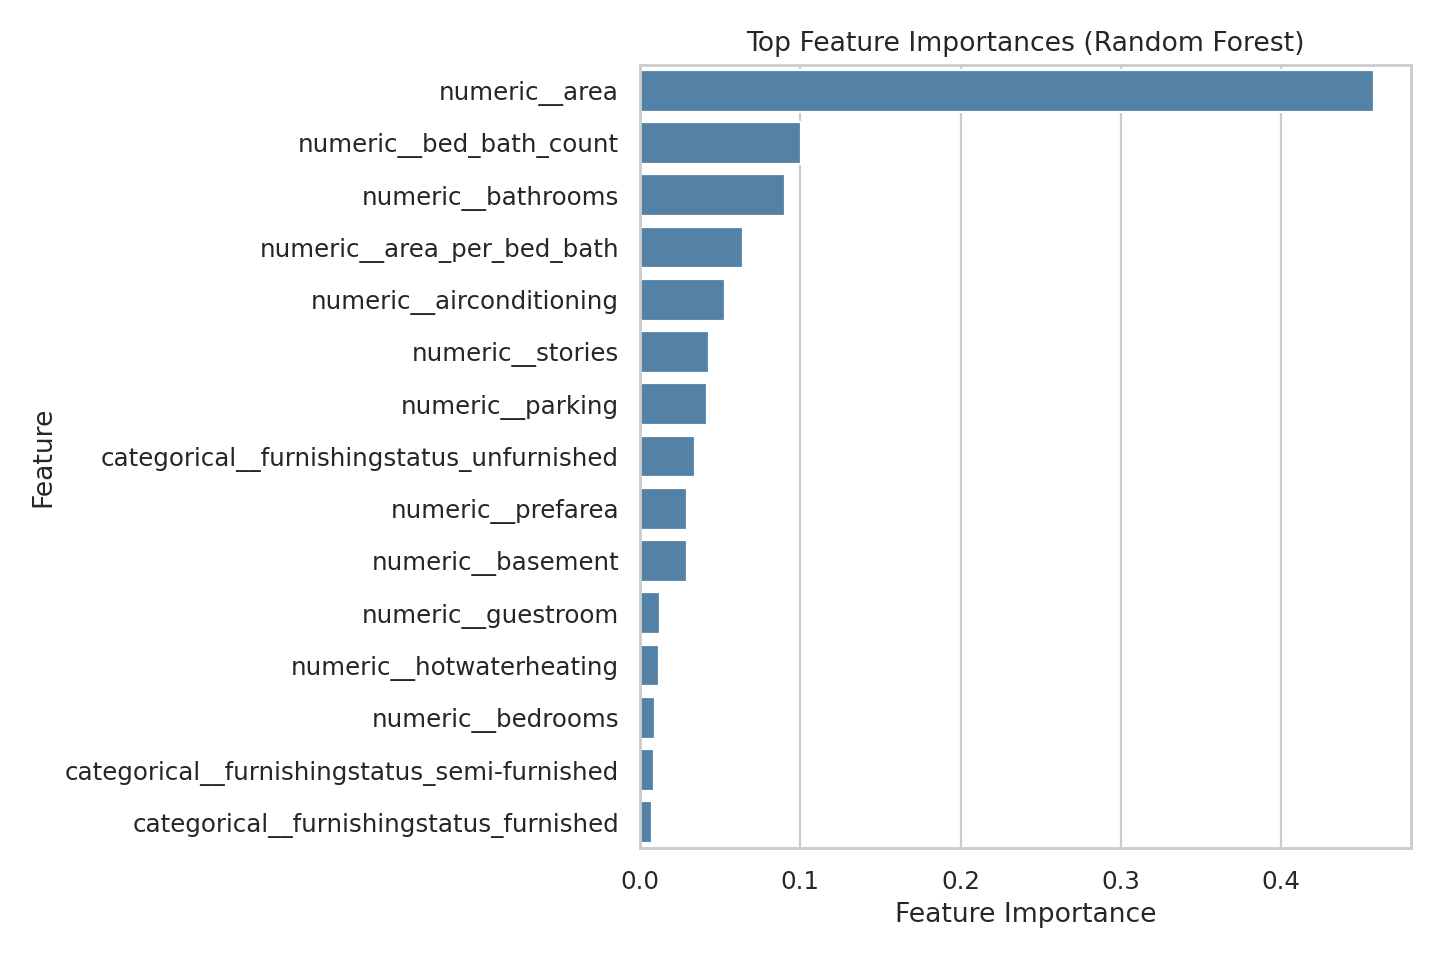 Top Feature Importances (Random Forest)
numeric__area
numeric__bed_bath_count
numeric__bathrooms
numeric__area_per_bed_bath
numeric__airconditioning
numeric__stories
numeric__parking
categorical__furnishingstatus_unfurnished
numeric__prefarea
numeric__basement
numeric__guestroom
numeric__hotwaterheating
numeric__bedrooms
categorical__furnishingstatus_semi-furnished
categorical__furnishingstatus_furnished
Feature
0.0 0.1 0.2 0.3 0.4
Feature Importance